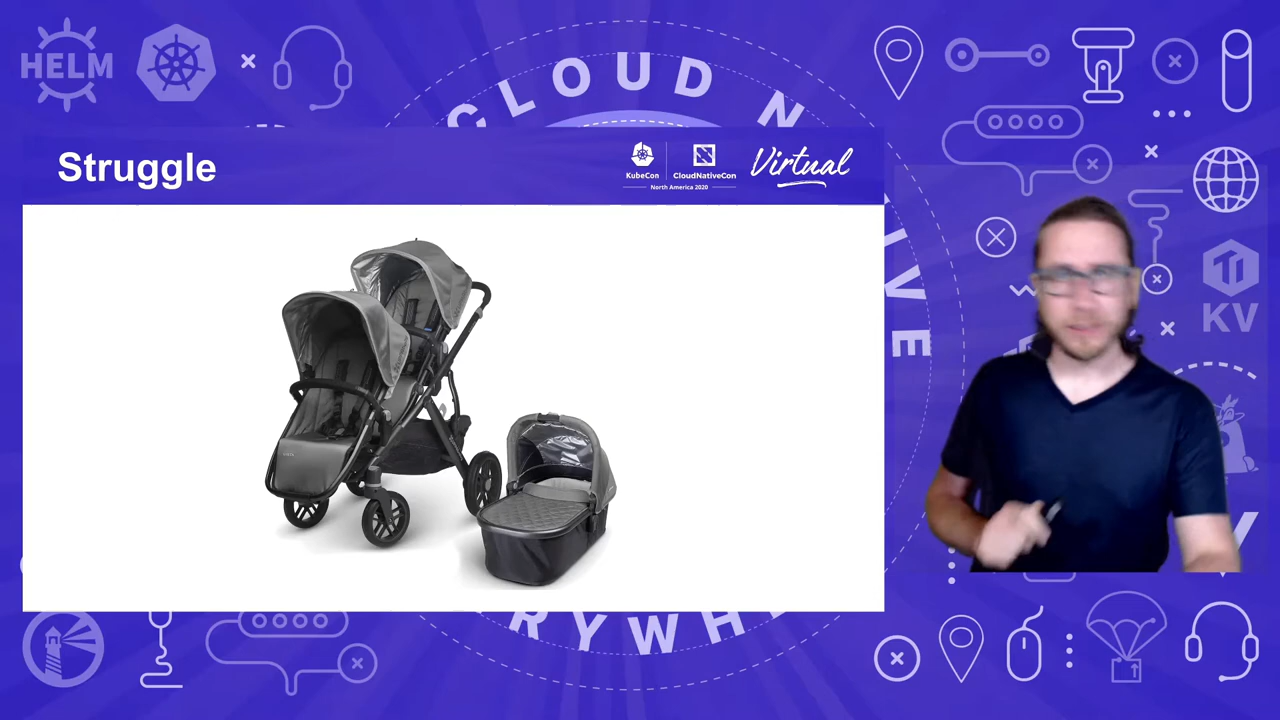 HELM
CLOUD N
Struggle
KubeCon
CloudNativeCon
North America 2020
Virtual
IVE
KV
RYWH